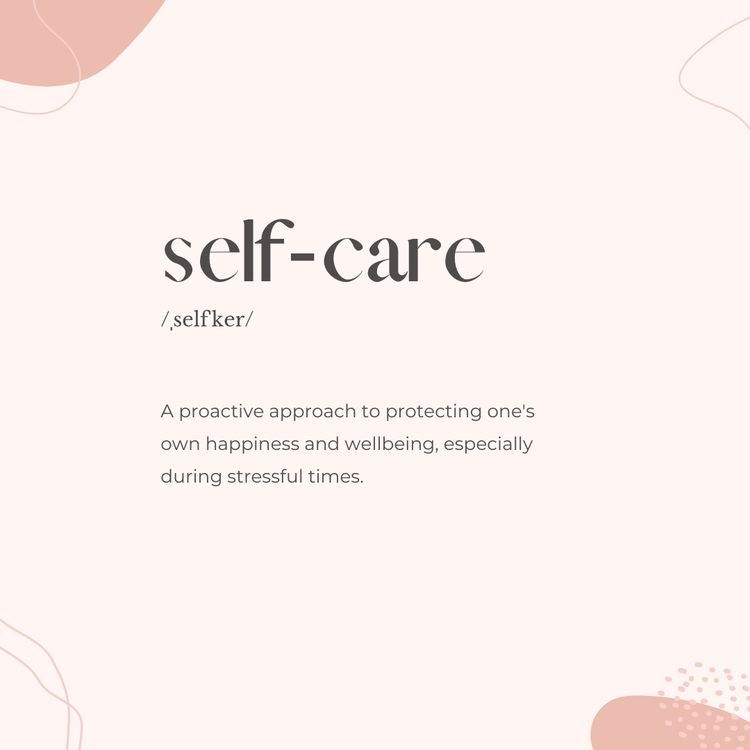 self-care
/ˌselfˈker/
A proactive approach to protecting one's
own happiness and wellbeing, especially
during stressful times.